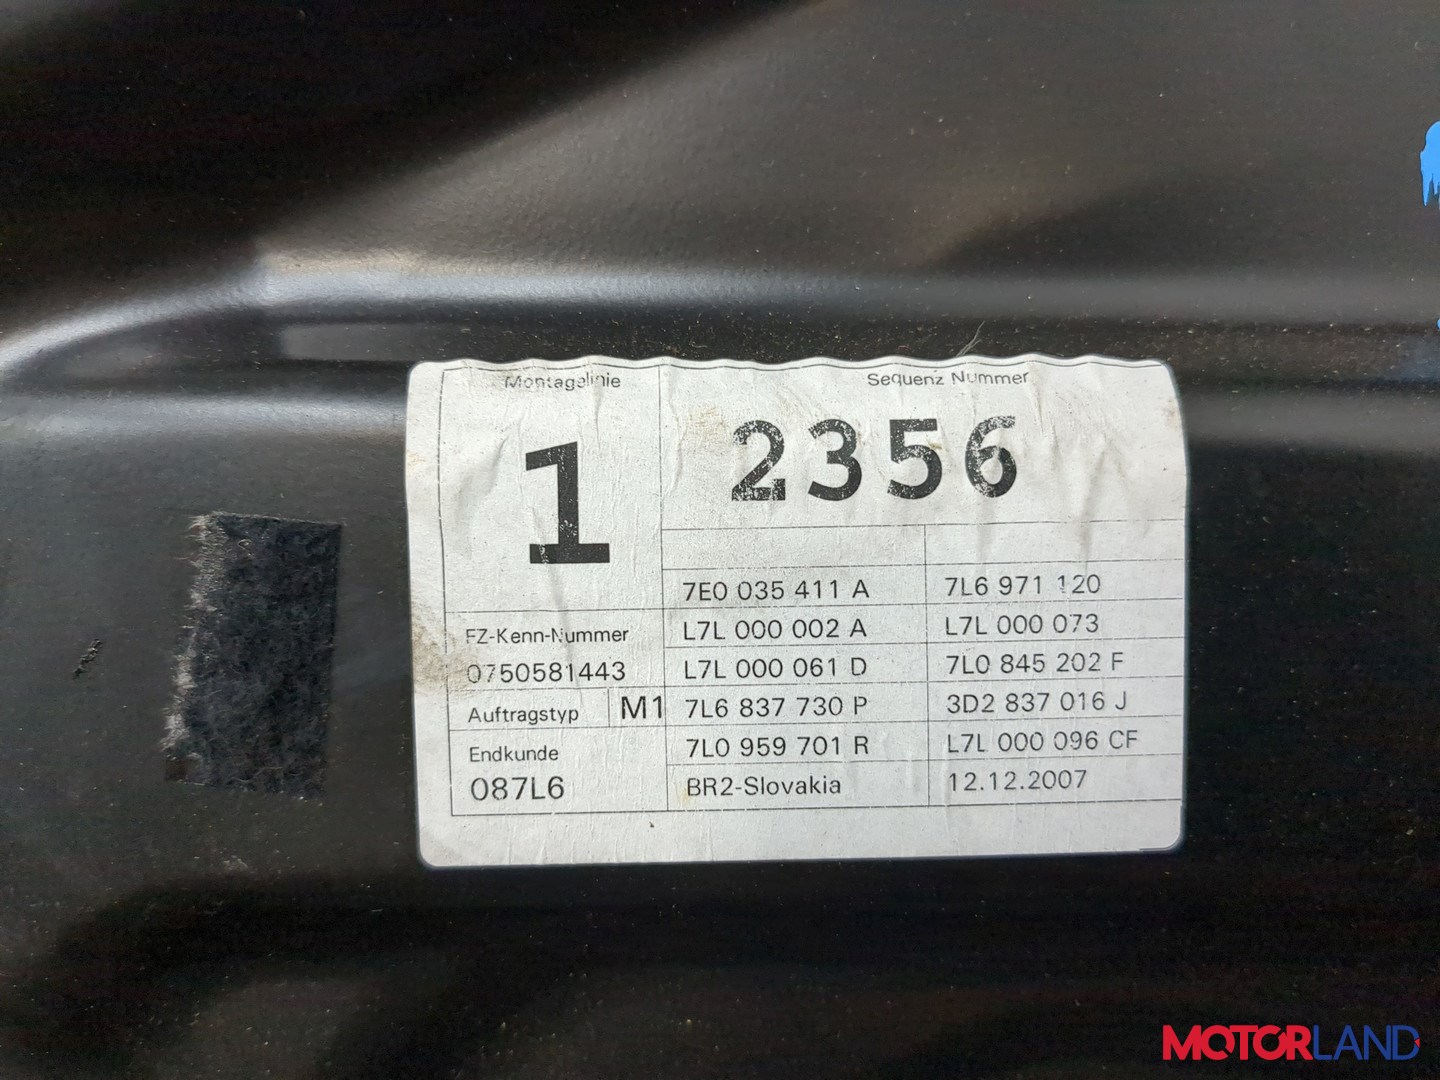 Montagelinie
Sequenz Nummer
1
2356
7E0 035 411 A
7L6 971 120
FZ-Kenn-Nummer
L7L 000 002 A
L7L 000 073
0750581443
L7L 000 061 D
7L0 845 202 F
Auftragstyp
M1
7L6 837 730 P
3D2 837 016 J
Endkunde
7L0 959 701 R
L7L 000 096 CF
087L6
BR2-Slovakia
12.12.2007
MOTORLAND